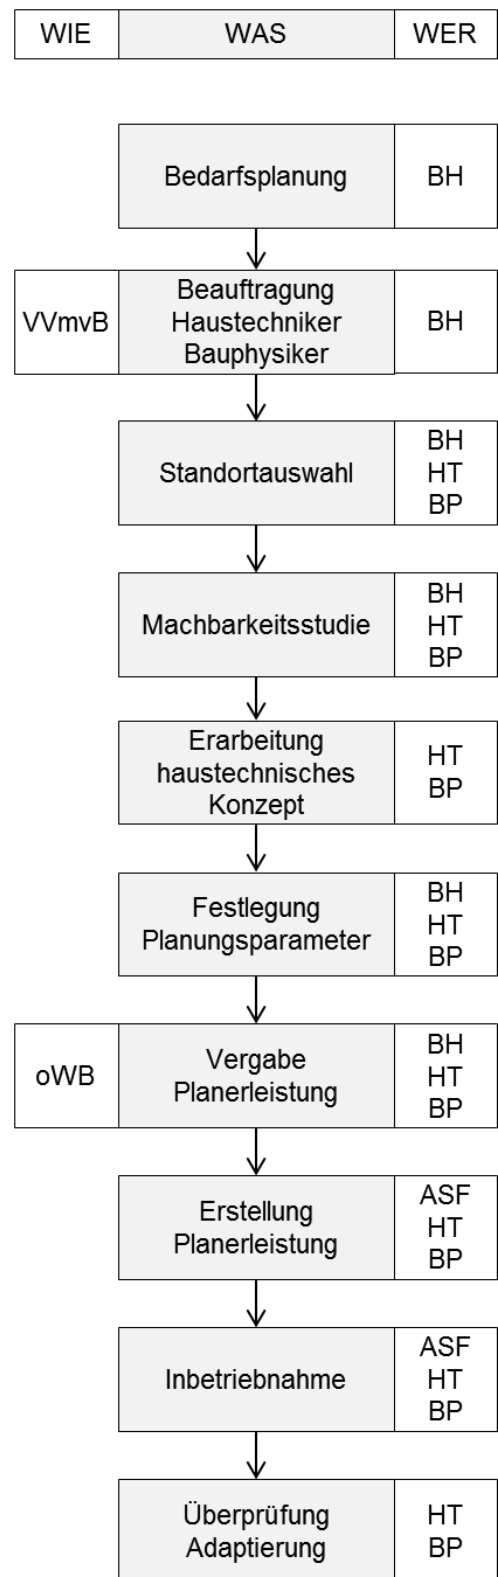 WIE WAS WER
Bedarfsplanung BH
VVmvB
Beauftragung
Haustechniker
Bauphysiker
BH
Standortauswahl
BH
HT
BP
Machbarkeitsstudie
BH
HT
BP
Erarbeitung
haustechnisches
Konzept
HT
BP
Festlegung
Planungsparameter
BH
HT
BP
oWB
Vergabe
Planerleistung
BH
HT
BP
Erstellung
Planerleistung
ASF
HT
BP
Inbetriebnahme
ASF
HT
BP
Überprüfung
Adaptierung
HT
BP